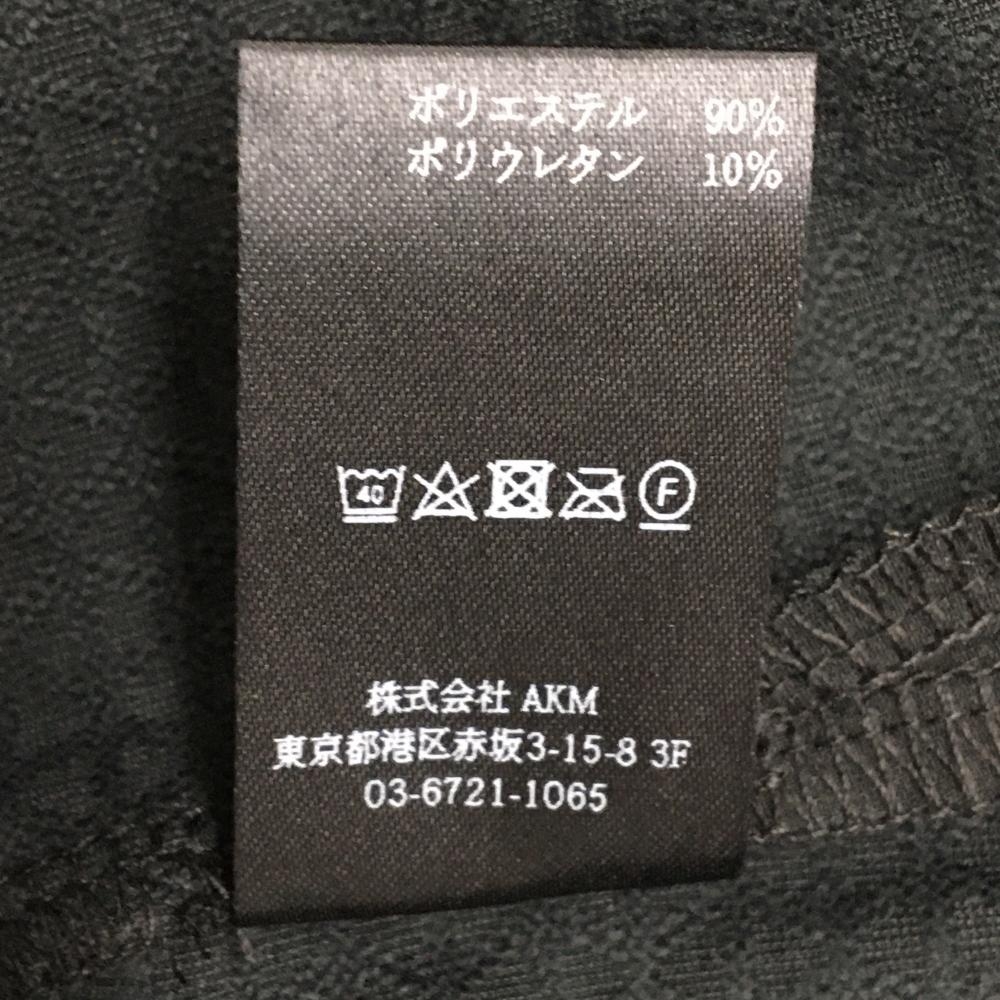 ポリエステル 90%
ポリウレタン 10%
40 F
株式会社 AKM
東京都港区赤坂3-15-8 3F
03-6721-1065